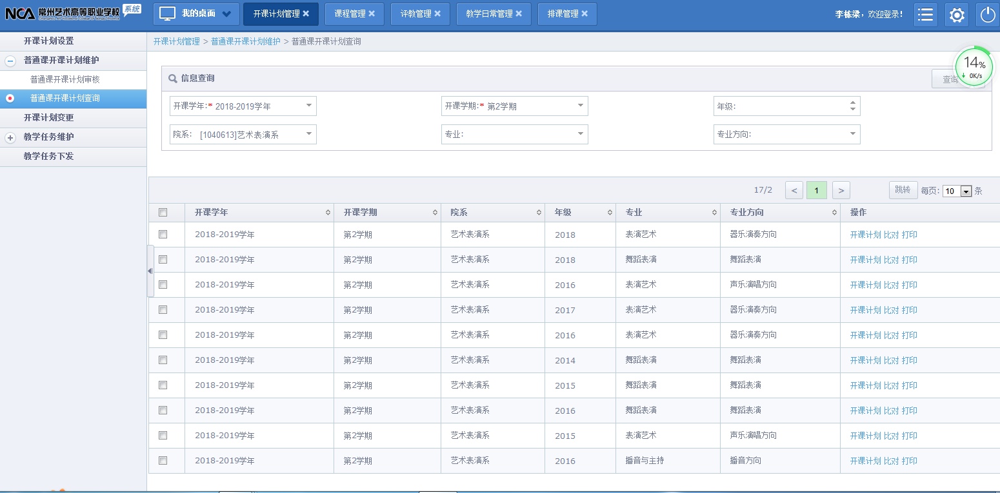 NCA 常州艺术高等职业学校 系统 我的桌面 开课计划管理 × 课程管理 × 评教管理 × 教学日常管理 × 排课管理 × 李栋梁，欢迎登录！
开课计划设置
普通课开课计划维护
普通课开课计划审核
普通课开课计划查询
开课计划变更
教学任务维护
教学任务下发
开课计划管理 > 普通课开课计划维护 > 普通课开课计划查询
信息查询 查询
14%
0K/s
开课学年:* 2018-2019学年 开课学期:* 第2学期 年级:
院系: [1040613]艺术表演系 专业: 专业方向:
17/2 < 1 > 跳转 每页: 10 条
开课学年 开课学期 院系 年级 专业 专业方向 操作
2018-2019学年 第2学期 艺术表演系 2018 表演艺术 器乐演奏方向 开课计划 比对 打印
2018-2019学年 第2学期 艺术表演系 2018 舞蹈表演 舞蹈表演 开课计划 比对 打印
2018-2019学年 第2学期 艺术表演系 2016 表演艺术 声乐演唱方向 开课计划 比对 打印
2018-2019学年 第2学期 艺术表演系 2017 表演艺术 器乐演奏方向 开课计划 比对 打印
2018-2019学年 第2学期 艺术表演系 2016 表演艺术 器乐演奏方向 开课计划 比对 打印
2018-2019学年 第2学期 艺术表演系 2014 舞蹈表演 舞蹈表演 开课计划 比对 打印
2018-2019学年 第2学期 艺术表演系 2015 舞蹈表演 舞蹈表演 开课计划 比对 打印
2018-2019学年 第2学期 艺术表演系 2016 舞蹈表演 舞蹈表演 开课计划 比对 打印
2018-2019学年 第2学期 艺术表演系 2015 表演艺术 声乐演唱方向 开课计划 比对 打印
2018-2019学年 第2学期 艺术表演系 2016 播音与主持 播音方向 开课计划 比对 打印